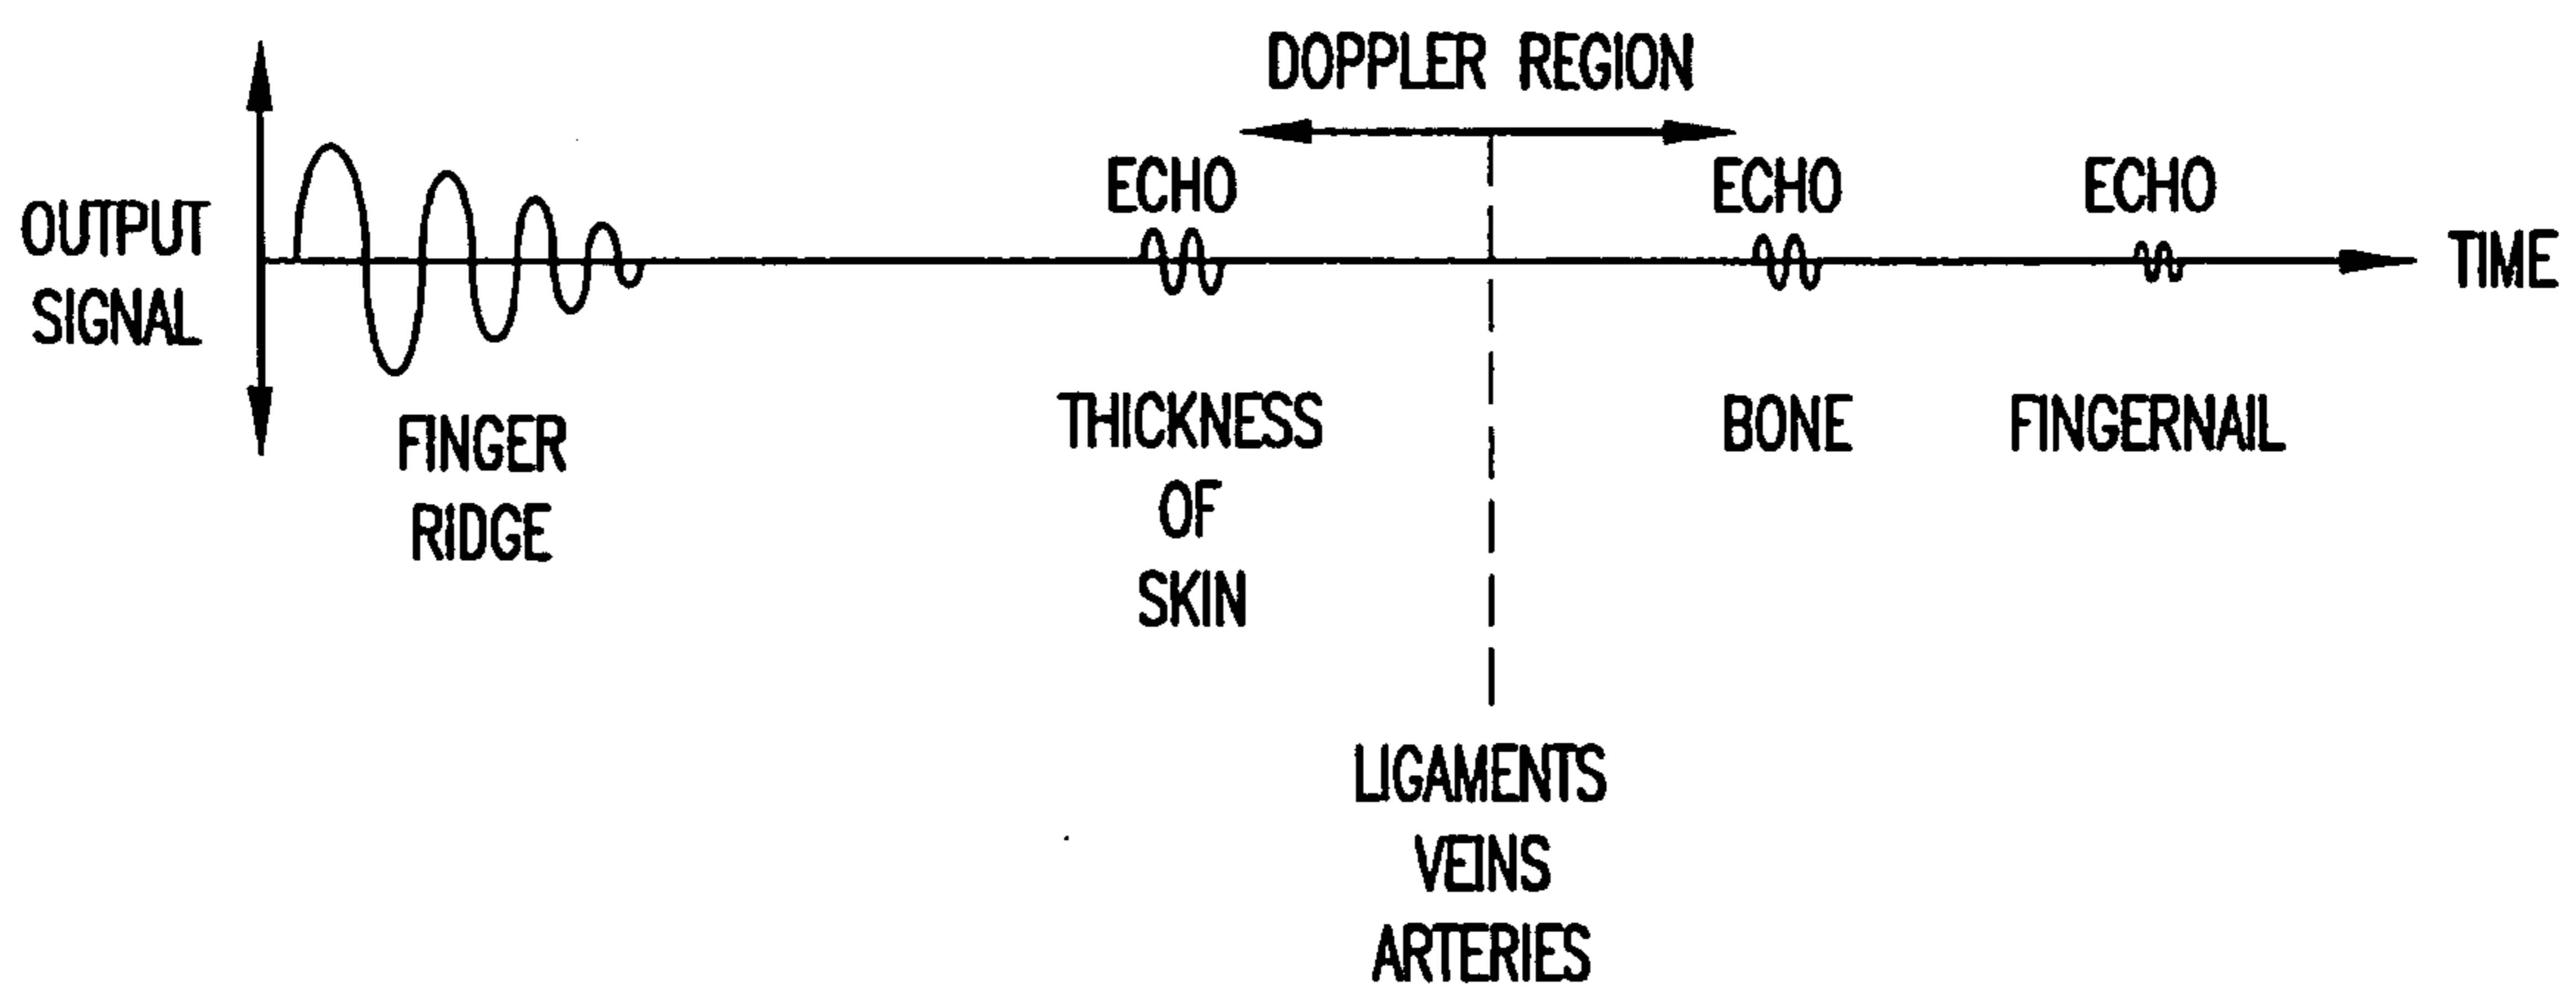 DOPPLER REGION
ECHO
ECHO
ECHO
OUTPUT
SIGNAL
TIME
FINGER
RIDGE
THICKNESS
OF
SKIN
BONE
FINGERNAIL
LIGAMENTS
VEINS
ARTERIES